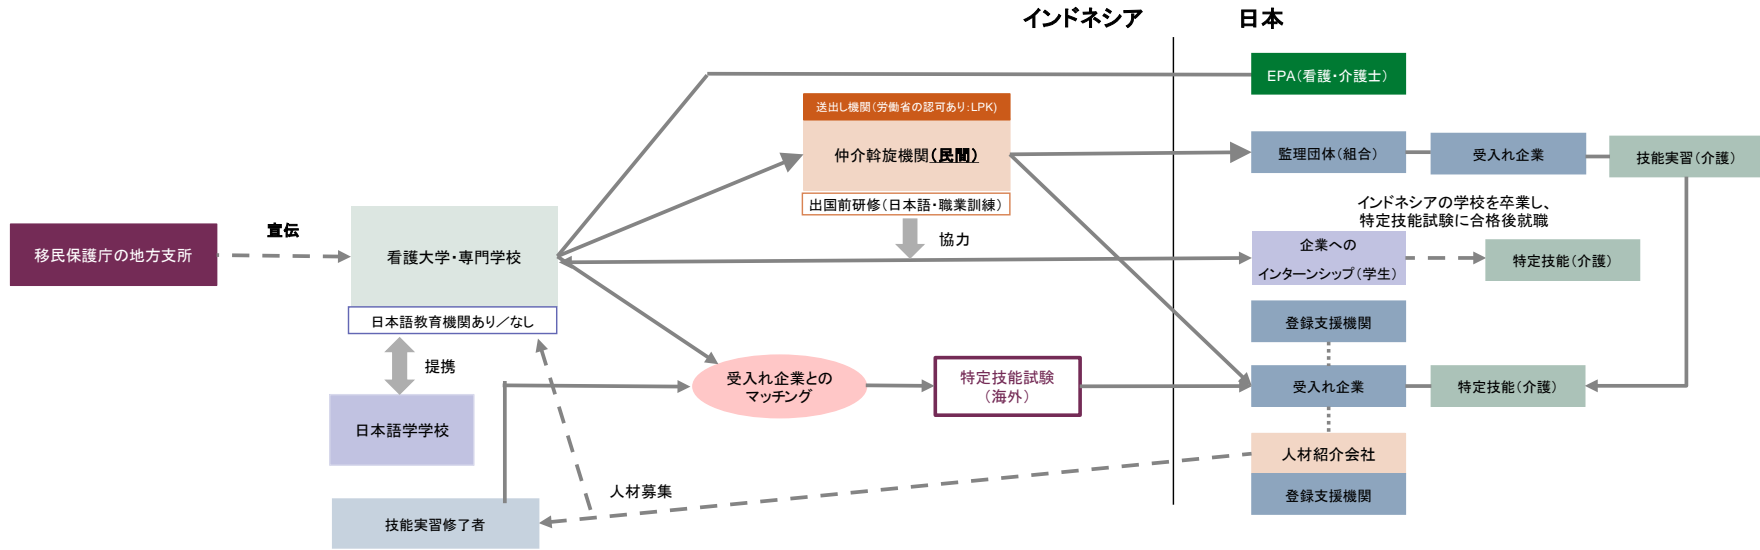 インドネシア
日本
EPA(看護・介護士)
送出し機関(労働省の認可あり:LPK)
仲介斡旋機関(民間)
出国前研修(日本語・職業訓練)
協力
監理団体(組合)
受入れ企業
技能実習(介護)
インドネシアの学校を卒業し、
特定技能試験に合格後就職
移民保護庁の地方支所
宣伝
看護大学・専門学校
日本語教育機関あり/なし
企業への
インターンシップ(学生)
特定技能(介護)
提携
日本語学学校
受入れ企業との
マッチング
特定技能試験
(海外)
登録支援機関
受入れ企業
特定技能(介護)
人材紹介会社
登録支援機関
人材募集
技能実習修了者